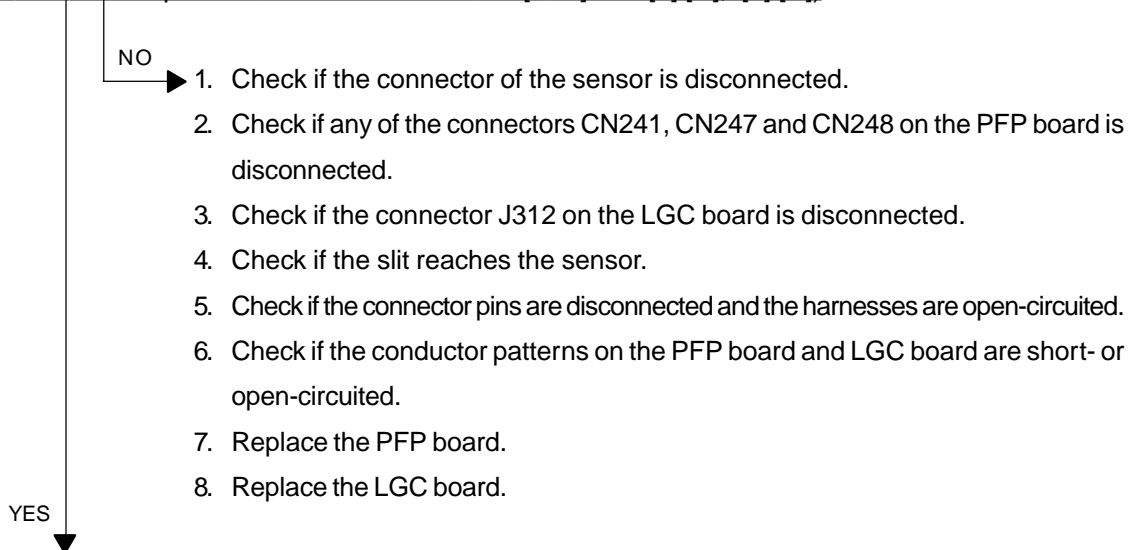 NO
1. Check if the connector of the sensor is disconnected.
2. Check if any of the connectors CN241, CN247 and CN248 on the PFP board is
disconnected.
3. Check if the connector J312 on the LGC board is disconnected.
4. Check if the slit reaches the sensor.
5. Check if the connector pins are disconnected and the harnesses are open-circuited.
6. Check if the conductor patterns on the PFP board and LGC board are short- or
open-circuited.
7. Replace the PFP board.
8. Replace the LGC board.
YES